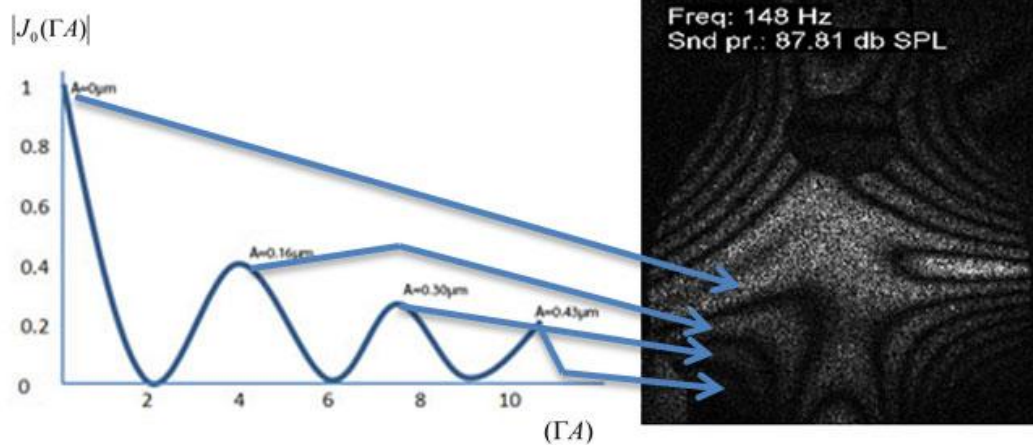 |J₀(ΓA)|
Freq: 148 Hz
Snd pr.: 87.81 db SPL
1
A=0µm
0.8
0.6
0.4
A=0.16µm
A=0.30µm
0.2
A=0.43µm
0
2
4
6
8
10
(ΓA)